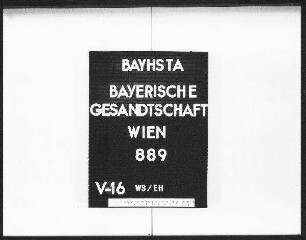 BAYHSTA
BAYERISCHE
GESANDTSCHAFT
WIEN
889
V-16 WS/EH